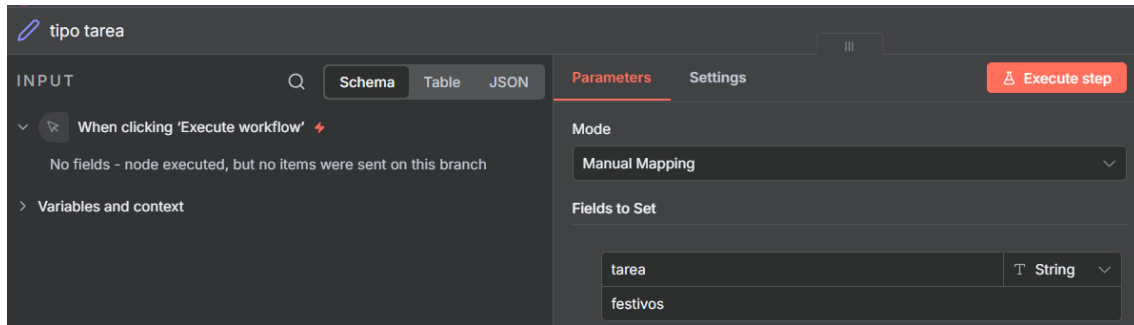 tipo tarea
INPUT
Schema Table JSON
When clicking ‘Execute workflow’
No fields - node executed, but no items were sent on this branch
Variables and context
Parameters Settings
Execute step
Mode
Manual Mapping
Fields to Set
tarea
T String
festivos